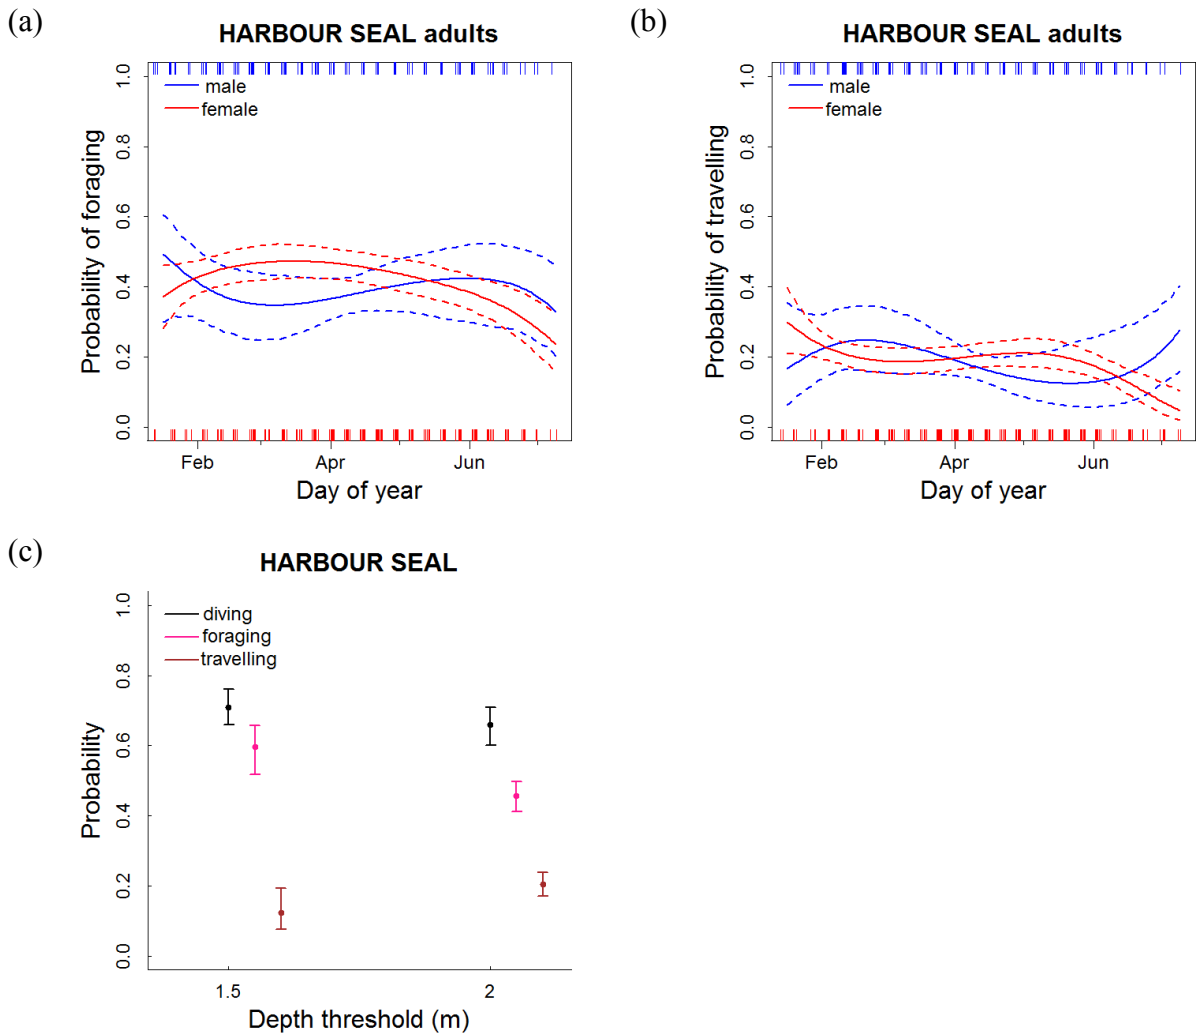 (a)
HARBOUR SEAL adults
1.0
0.8
0.6
0.4
0.2
0.0
Probability of foraging
male
female
Feb
Apr
Jun
Day of year
(b)
HARBOUR SEAL adults
1.0
0.8
0.6
0.4
0.2
0.0
Probability of travelling
male
female
Feb
Apr
Jun
Day of year
(c)
HARBOUR SEAL
1.0
0.8
0.6
0.4
0.2
0.0
Probability
diving
foraging
travelling
1.5
2
Depth threshold (m)